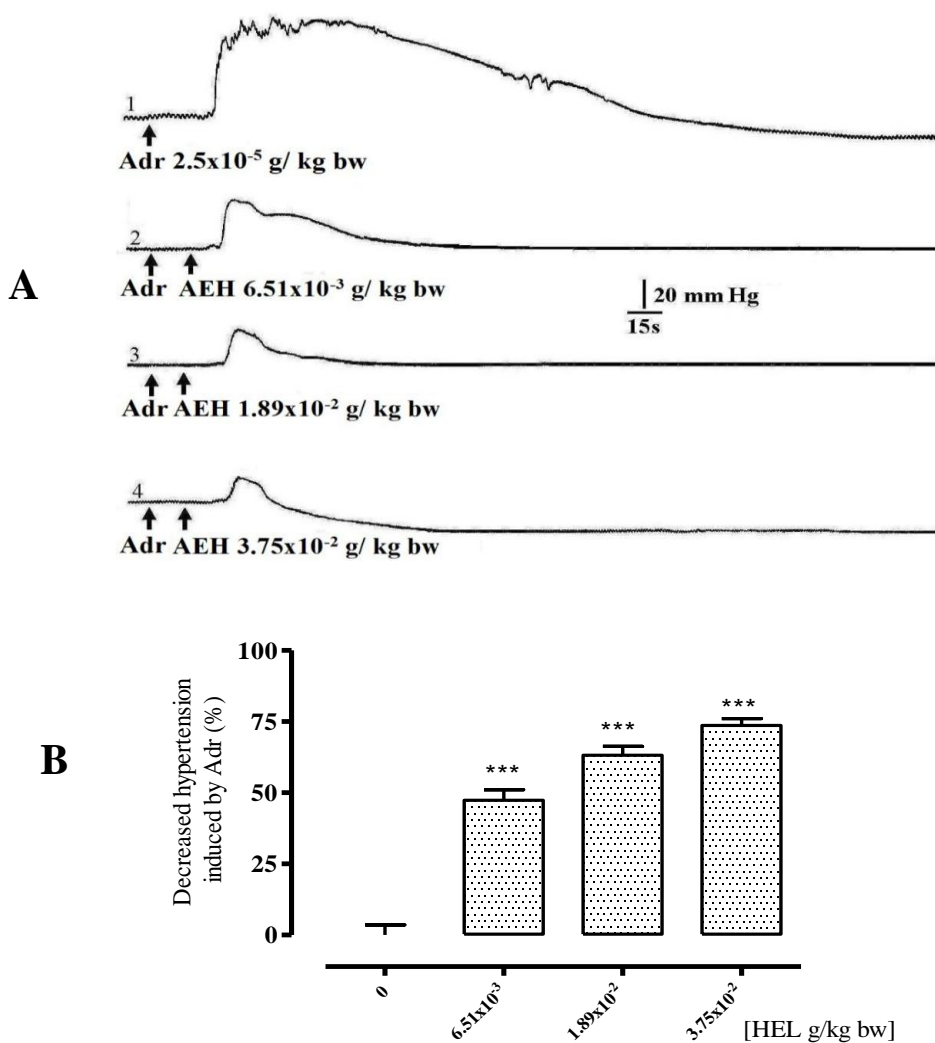 1
Adr 2.5x10⁻⁵ g/ kg bw
2
Adr AEH 6.51x10⁻³ g/ kg bw
A
20 mm Hg
15s
3
Adr AEH 1.89x10⁻² g/ kg bw
4
Adr AEH 3.75x10⁻² g/ kg bw
B
Decreased hypertension
induced by Adr (%)
100
75
50
25
0
***
***
***
0
6.51x10⁻³
1.89x10⁻²
3.75x10⁻²
[HEL g/kg bw]